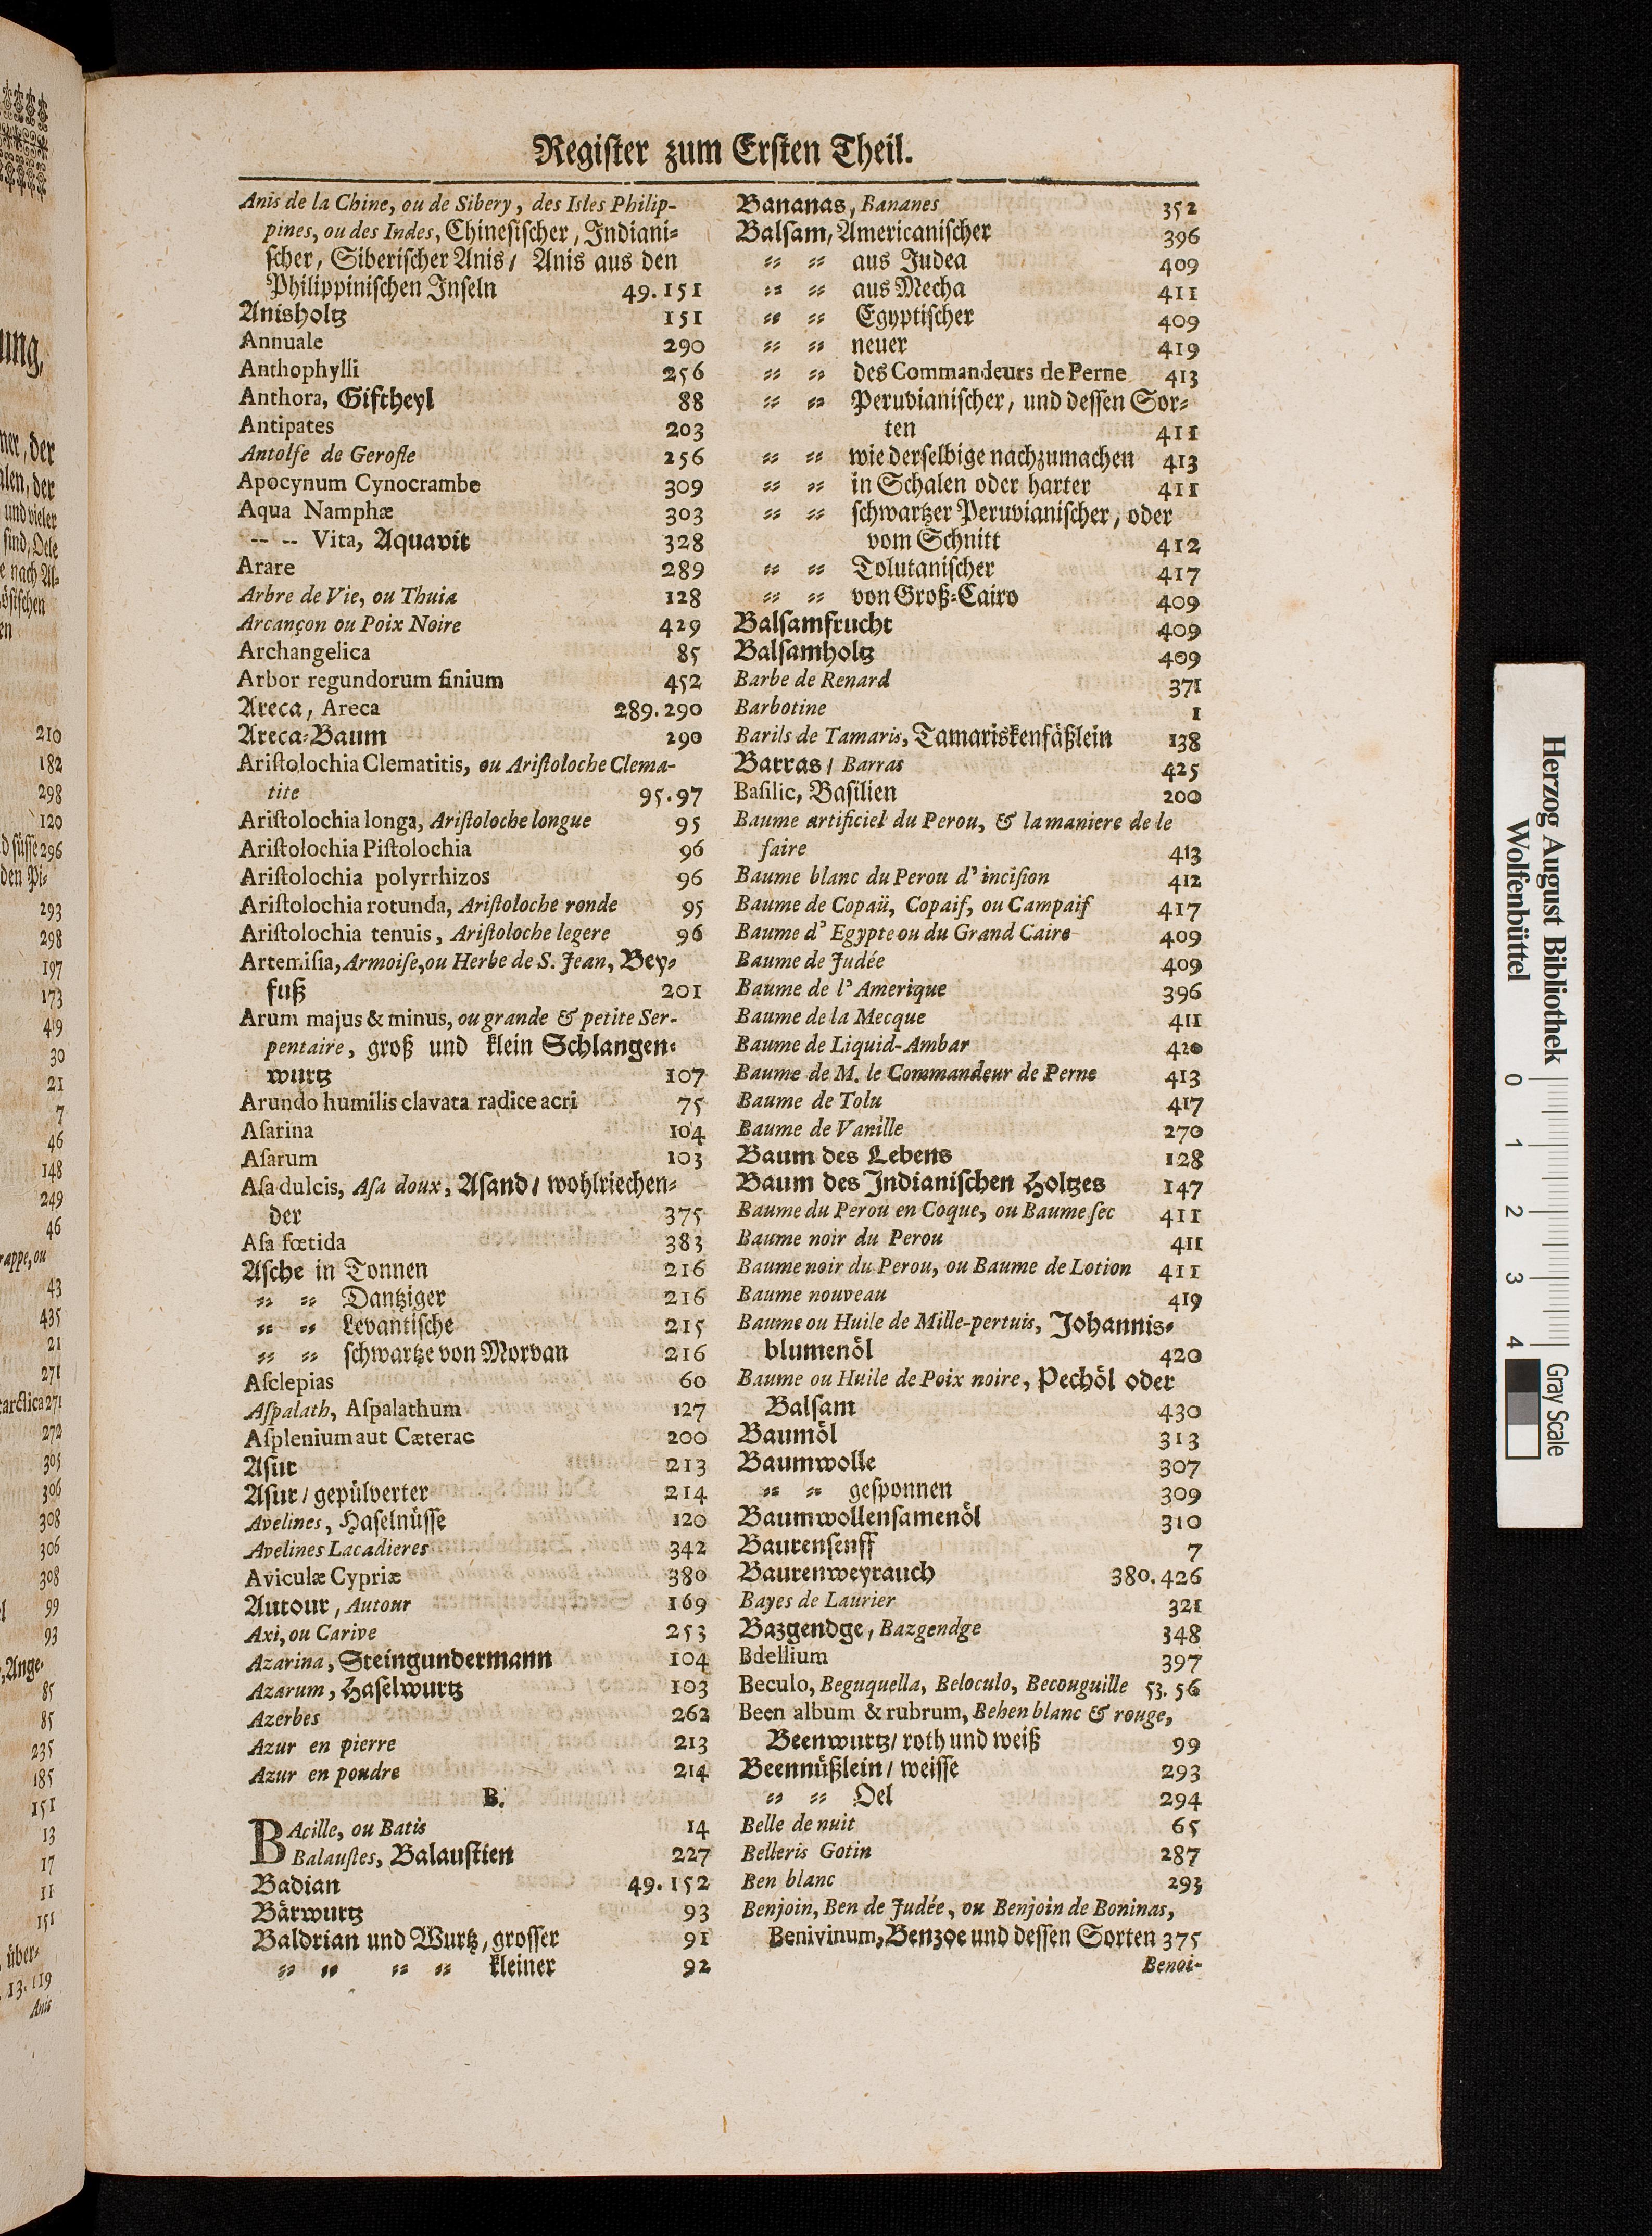 Register zum Ersten Theil.
Anis de la Chine, ou de Sibery, des Isles Philip-
pines, ou des Indes, Chinesischer, Indiani-
scher, Siberischer Anis / Anis aus den
Philippinischen Inseln 49.151
Anisholtz 151
Annuale 290
Anthophylli 256
Anthora, Giftheyl 88
Antipates 203
Antolfe de Gerofle 256
Apocynum Cynocrambe 309
Aqua Namphæ 303
-- -- Vita, Aquavit 328
Arare 289
Arbre de Vie, ou Thuia 128
Arcançon ou Poix Noire 429
Archangelica 85
Arbor regundorum finium 452
Areca, Areca 289.290
Areca-Baum 290
Aristolochia Clematitis, ou Aristoloche Clema-
tite 95.97
Aristolochia longa, Aristoloche longue 95
Aristolochia Pistolochia 96
Aristolochia polyrrhizos 96
Aristolochia rotunda, Aristoloche ronde 95
Aristolochia tenuis, Aristoloche legere 96
Artemisia, Armoise, ou Herbe de S. Jean, Bey-
fuß 201
Arum majus & minus, ou grande & petite Ser-
pentaire, groß und klein Schlangen-
wurtz 107
Arundo humilis clavata radice acri 75
Asarina 104
Asarum 103
Asa dulcis, Asa doux, Asand / wohlriechen-
der 375
Asa fœtida 383
Asche in Tonnen 216
= = Dantziger 216
= = Levantische 215
= = schwartze von Morvan 216
Asclepias 60
Aspalath, Aspalathum 127
Asplenium aut Cæterac 200
Asur 213
Asur / gepülverter 214
Avelines, Haselnüsse 120
Avelines Lacadieres 342
Aviculæ Cypriæ 380
Autour, Autour 169
Axi, ou Carive 253
Azarina, Steingundermann 104
Azarum, Haselwurtz 103
Azerbes 262
Azur en pierre 213
Azur en poudre 214
B.
BAcille, ou Batis 14
Balaustes, Balaustien 227
Badian 49.152
Bärwurtz 93
Baldrian und Wurtz, grosser 91
= = = = kleiner 92
Bananas, Bananes 352
Balsam, Americanischer 396
= = aus Judea 409
= = aus Mecha 411
= = Egyptischer 409
= = neuer 419
= = des Commandeurs de Perne 413
= = Peruvianischer, und dessen Sor-
ten 411
= = wie derselbige nachzumachen 413
= = in Schalen oder harter 411
= = schwartzer Peruvianischer, oder
vom Schnitt 412
= = Tolutanischer 417
= = von Groß-Cairo 409
Balsamfrucht 409
Balsamholtz 409
Barbe de Renard 371
Barbotine 1
Barils de Tamaris, Tamariskenfäßlein 138
Barras / Barras 425
Basilic, Basilien 200
Baume artificiel du Perou, & la maniere de le
faire 413
Baume blanc du Perou d'incision 412
Baume de Copaü, Copaif, ou Campaif 417
Baume d'Egypte ou du Grand Caire 409
Baume de Judée 409
Baume de l'Amerique 396
Baume de la Mecque 411
Baume de Liquid-Ambar 420
Baume de M. le Commandeur de Perne 413
Baume de Tolu 417
Baume de Vanille 270
Baum des Lebens 128
Baum des Indianischen Holtzes 147
Baume du Perou en Coque, ou Baume sec 411
Baume noir du Perou 411
Baume noir du Perou, ou Baume de Lotion 411
Baume nouveau 419
Baume ou Huile de Mille-pertuis, Johannis-
blumenöl 420
Baume ou Huile de Poix noire, Pechöl oder
Balsam 430
Baumöl 313
Baumwolle 307
= = gesponnen 309
Baumwollensamenöl 310
Baurensenff 7
Baurenweyrauch 380.426
Bayes de Laurier 321
Bazgendge, Bazgendge 348
Bdellium 397
Beculo, Beguquella, Beloculo, Becouguille 53.56
Been album & rubrum, Behen blanc & rouge,
Beenwurtz / roth und weiß 99
Beennüßlein / weisse 293
= = Oel 294
Belle de nuit 65
Belleris Gotin 287
Ben blanc 293
Benjoin, Ben de Judée, ou Benjoin de Boninas,
Benivinum, Benzoe und dessen Sorten 375
Benoi-
Herzog August Bibliothek
Wolfenbüttel
0 1 2 3 4
Gray Scale